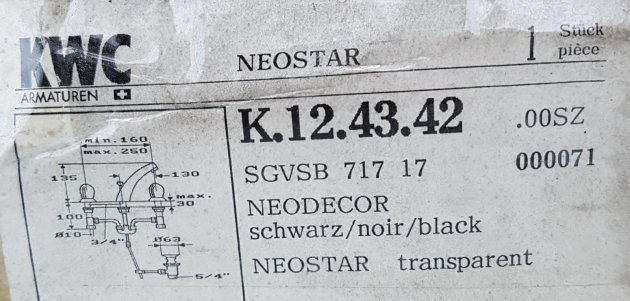 KWC
ARMATUREN
NEOSTAR
1 Stück
pièce
K.12.43.42 .00SZ
SGVSB 717 17 000071
NEODECOR
schwarz/noir/black
NEOSTAR transparent
min.160
max.250
135
130
max.
30
100
Ø10
3/4"
Ø63
5/4"